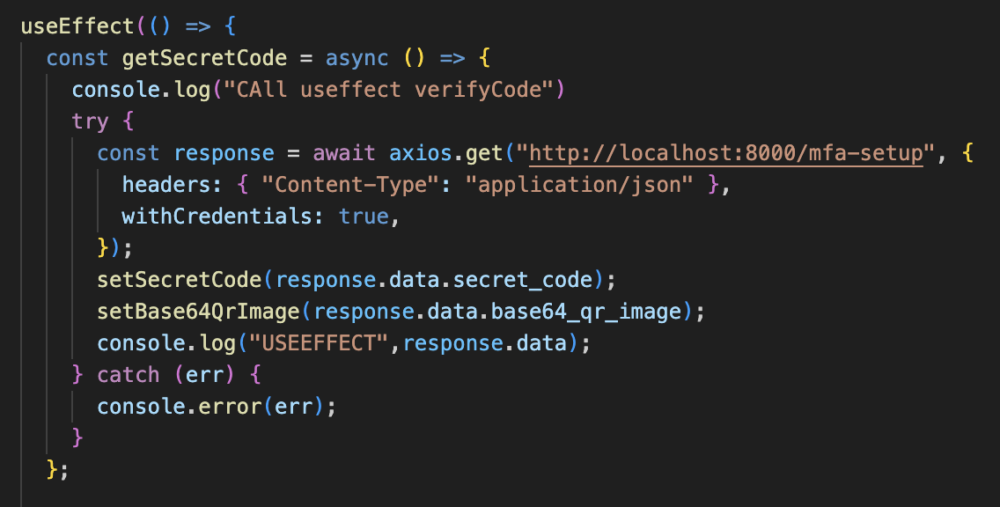 useEffect(() => {
  const getSecretCode = async () => {
    console.log("CAll useffect verifyCode")
    try {
      const response = await axios.get("http://localhost:8000/mfa-setup", {
        headers: { "Content-Type": "application/json" },
        withCredentials: true,
      });
      setSecretCode(response.data.secret_code);
      setBase64QrImage(response.data.base64_qr_image);
      console.log("USEEFFECT",response.data);
    } catch (err) {
      console.error(err);
    }
  };